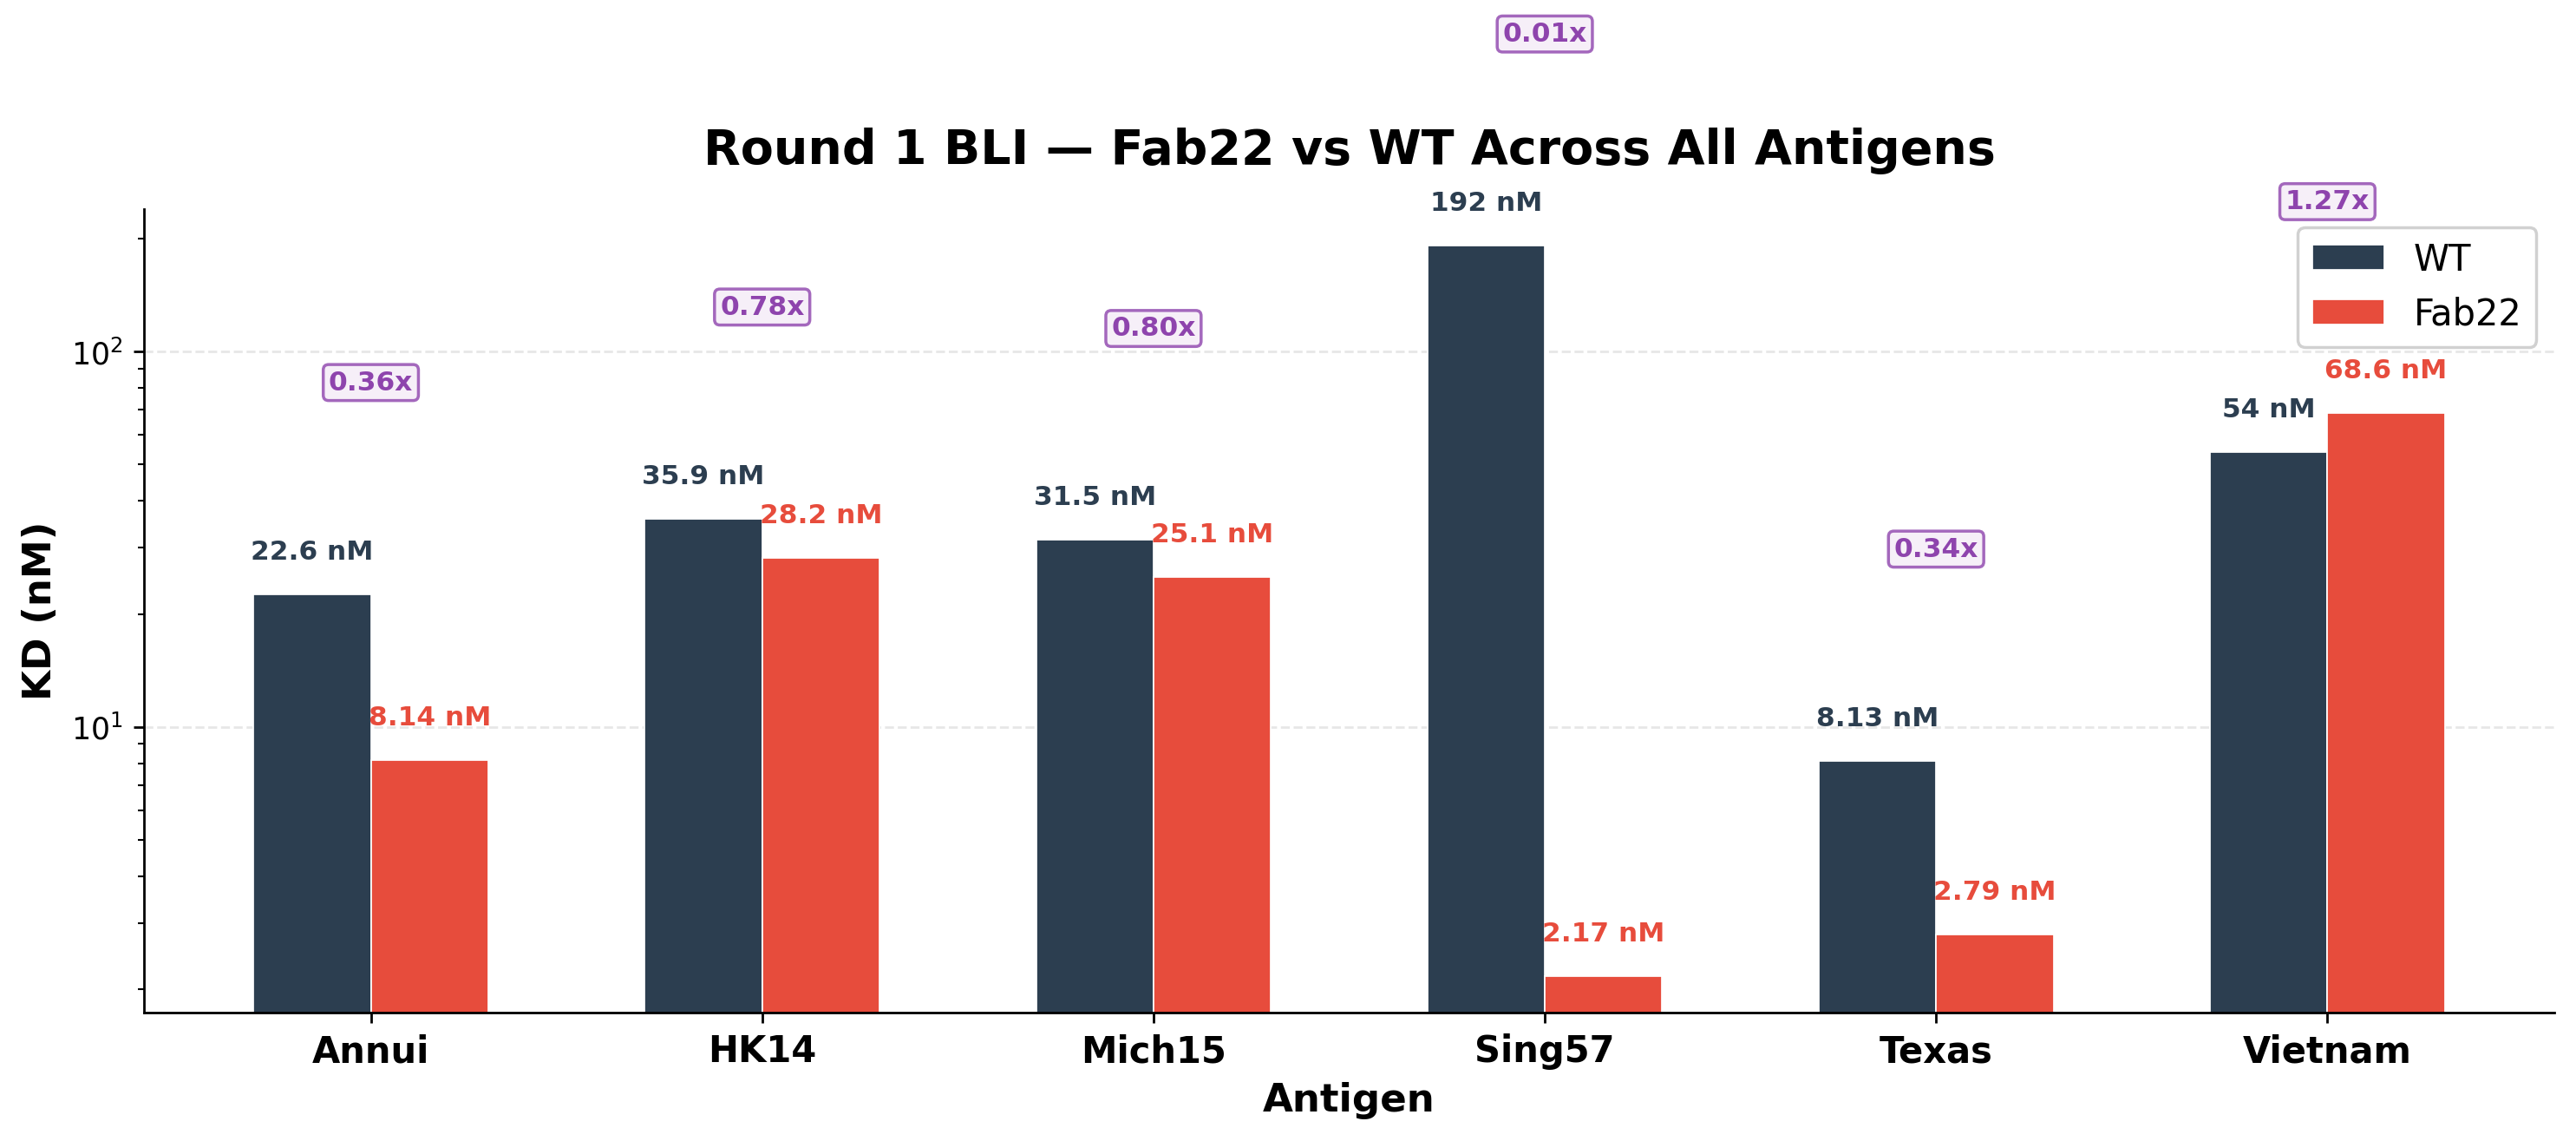 0.01x
Round 1 BLI — Fab22 vs WT Across All Antigens
192 nM
1.27x
WT
Fab22
0.78x
0.80x
0.36x
10²
68.6 nM
54 nM
35.9 nM
28.2 nM
31.5 nM
25.1 nM
22.6 nM
0.34x
KD (nM)
8.14 nM
8.13 nM
10¹
2.79 nM
2.17 nM
Annui
HK14
Mich15
Sing57
Texas
Vietnam
Antigen